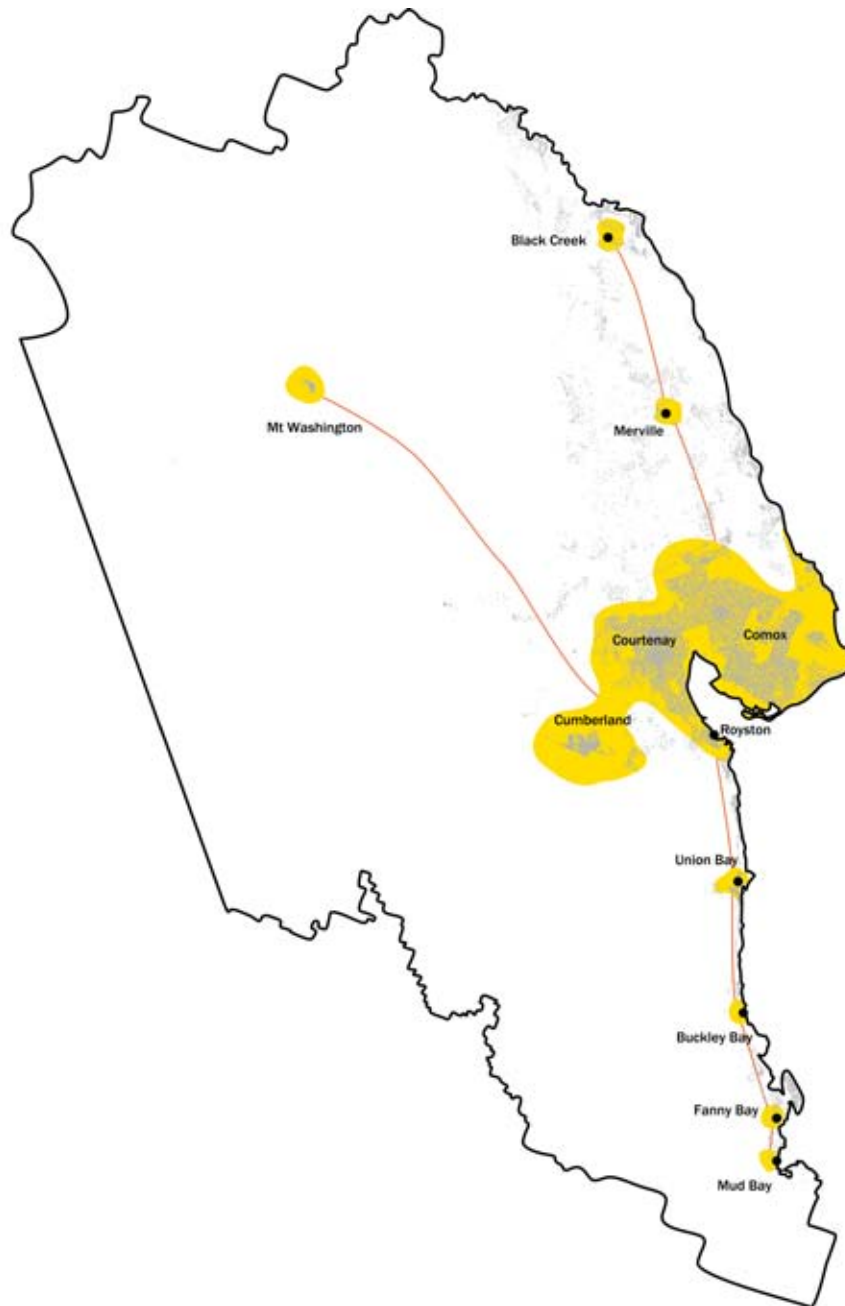 Black Creek
Mt Washington
Merville
Courtenay
Comox
Cumberland
Royston
Union Bay
Buckley Bay
Fanny Bay
Mud Bay